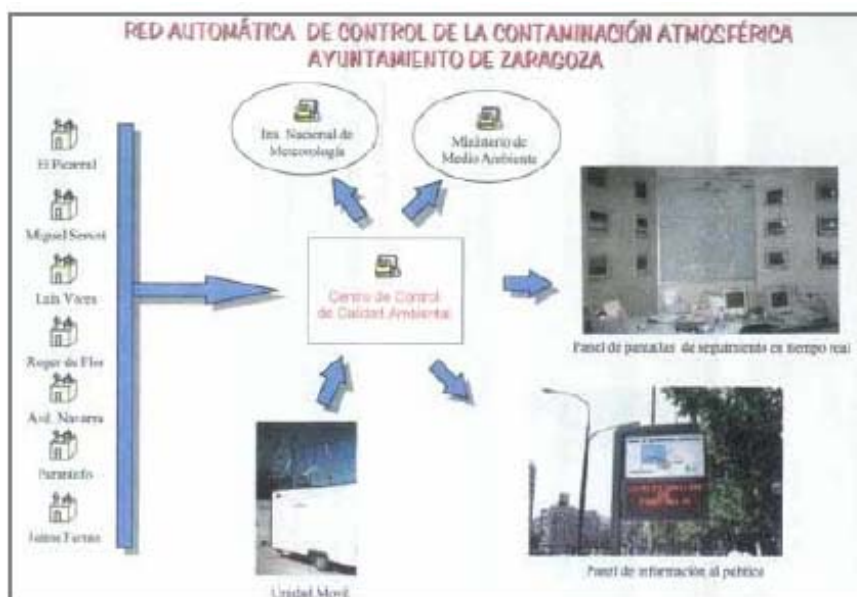 RED AUTOMÁTICA DE CONTROL DE LA CONTAMINACIÓN ATMOSFÉRICA
AYUNTAMIENTO DE ZARAGOZA
Ins. Nacional de
Meteorología
Ministerio de
Medio Ambiente
El Picarral
Miguel Servet
Luis Vives
Roger de Flor
Avd. Navarra
Paraninfo
Jaime Ferrán
Centro de Control
de Calidad Ambiental
Panel de pantallas de seguimiento en tiempo real
Unidad Movil
Panel de información al público